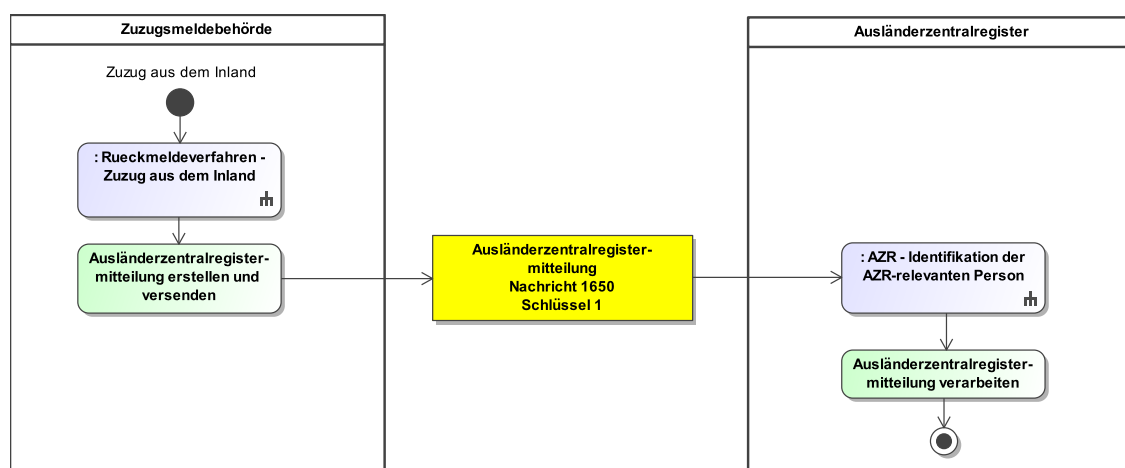 Zuzugsmeldebehörde
Ausländerzentralregister
Zuzug aus dem Inland
: Rueckmeldeverfahren -
Zuzug aus dem Inland
Ausländerzentralregister-
mitteilung erstellen und
versenden
Ausländerzentralregister-
mitteilung
Nachricht 1650
Schlüssel 1
: AZR - Identifikation der
AZR-relevanten Person
Ausländerzentralregister-
mitteilung verarbeiten